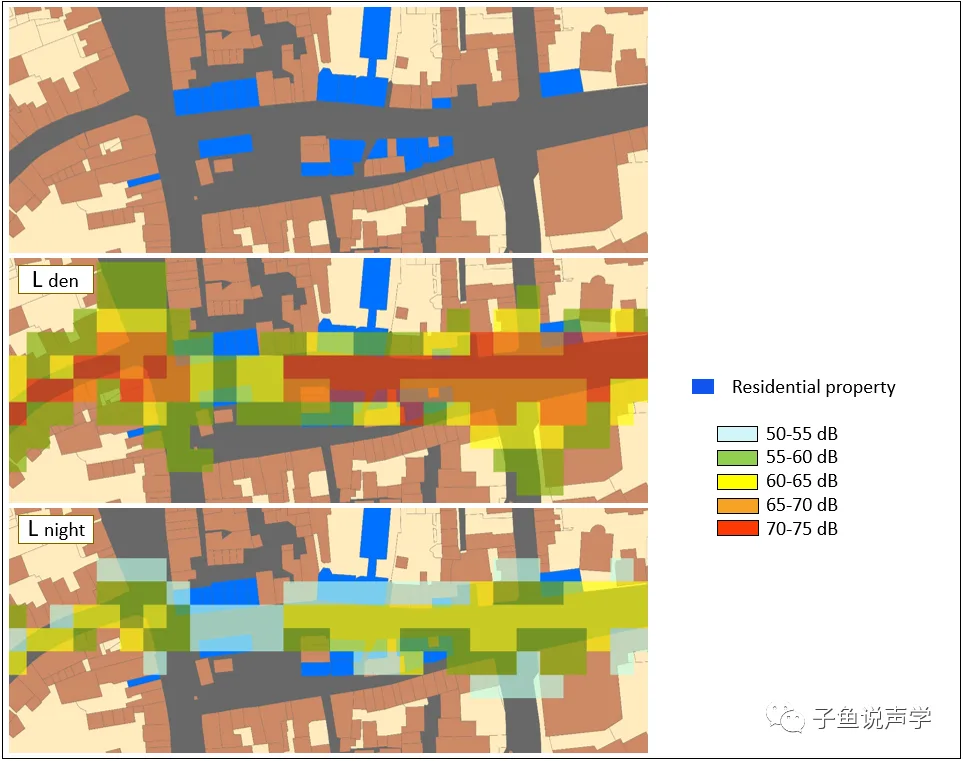 L den
Residential property
50-55 dB
55-60 dB
60-65 dB
65-70 dB
70-75 dB
L night
子鱼说声学